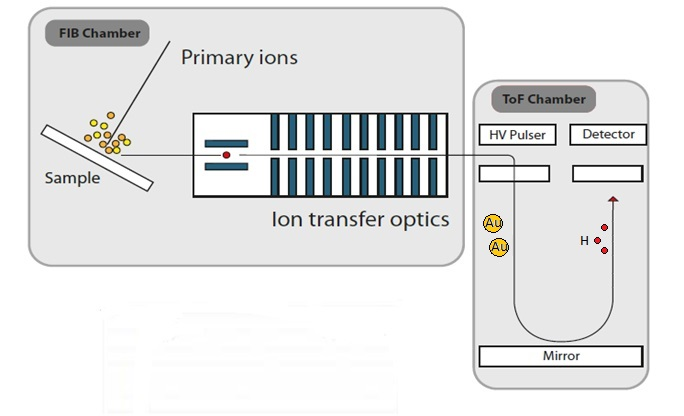 FIB Chamber
Primary ions
Sample
Ion transfer optics
ToF Chamber
HV Pulser
Detector
Au
Au
H
Mirror